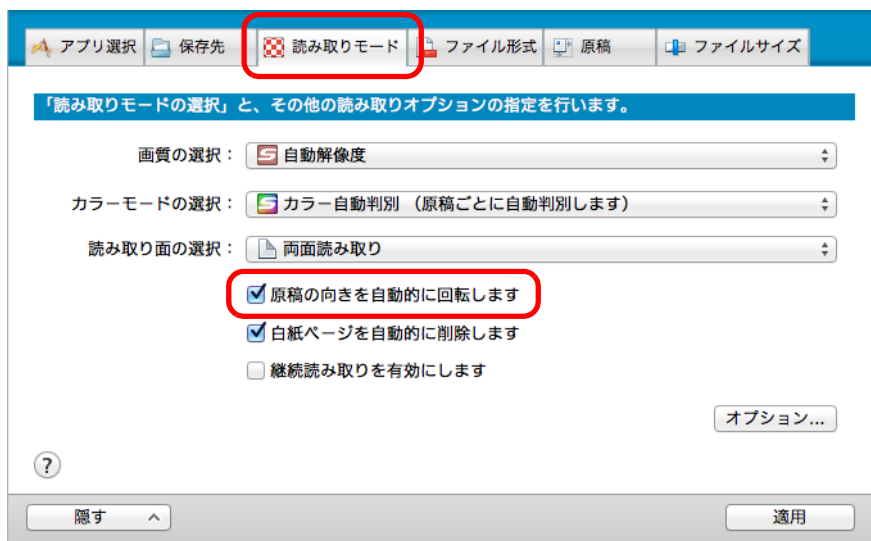 アプリ選択 保存先 読み取りモード ファイル形式 原稿 ファイルサイズ
「読み取りモードの選択」と、その他の読み取りオプションの指定を行います。
画質の選択： 自動解像度
カラーモードの選択： カラー自動判別 （原稿ごとに自動判別します）
読み取り面の選択： 両面読み取り
原稿の向きを自動的に回転します
白紙ページを自動的に削除します
継続読み取りを有効にします
オプション...
?
隠す 適用